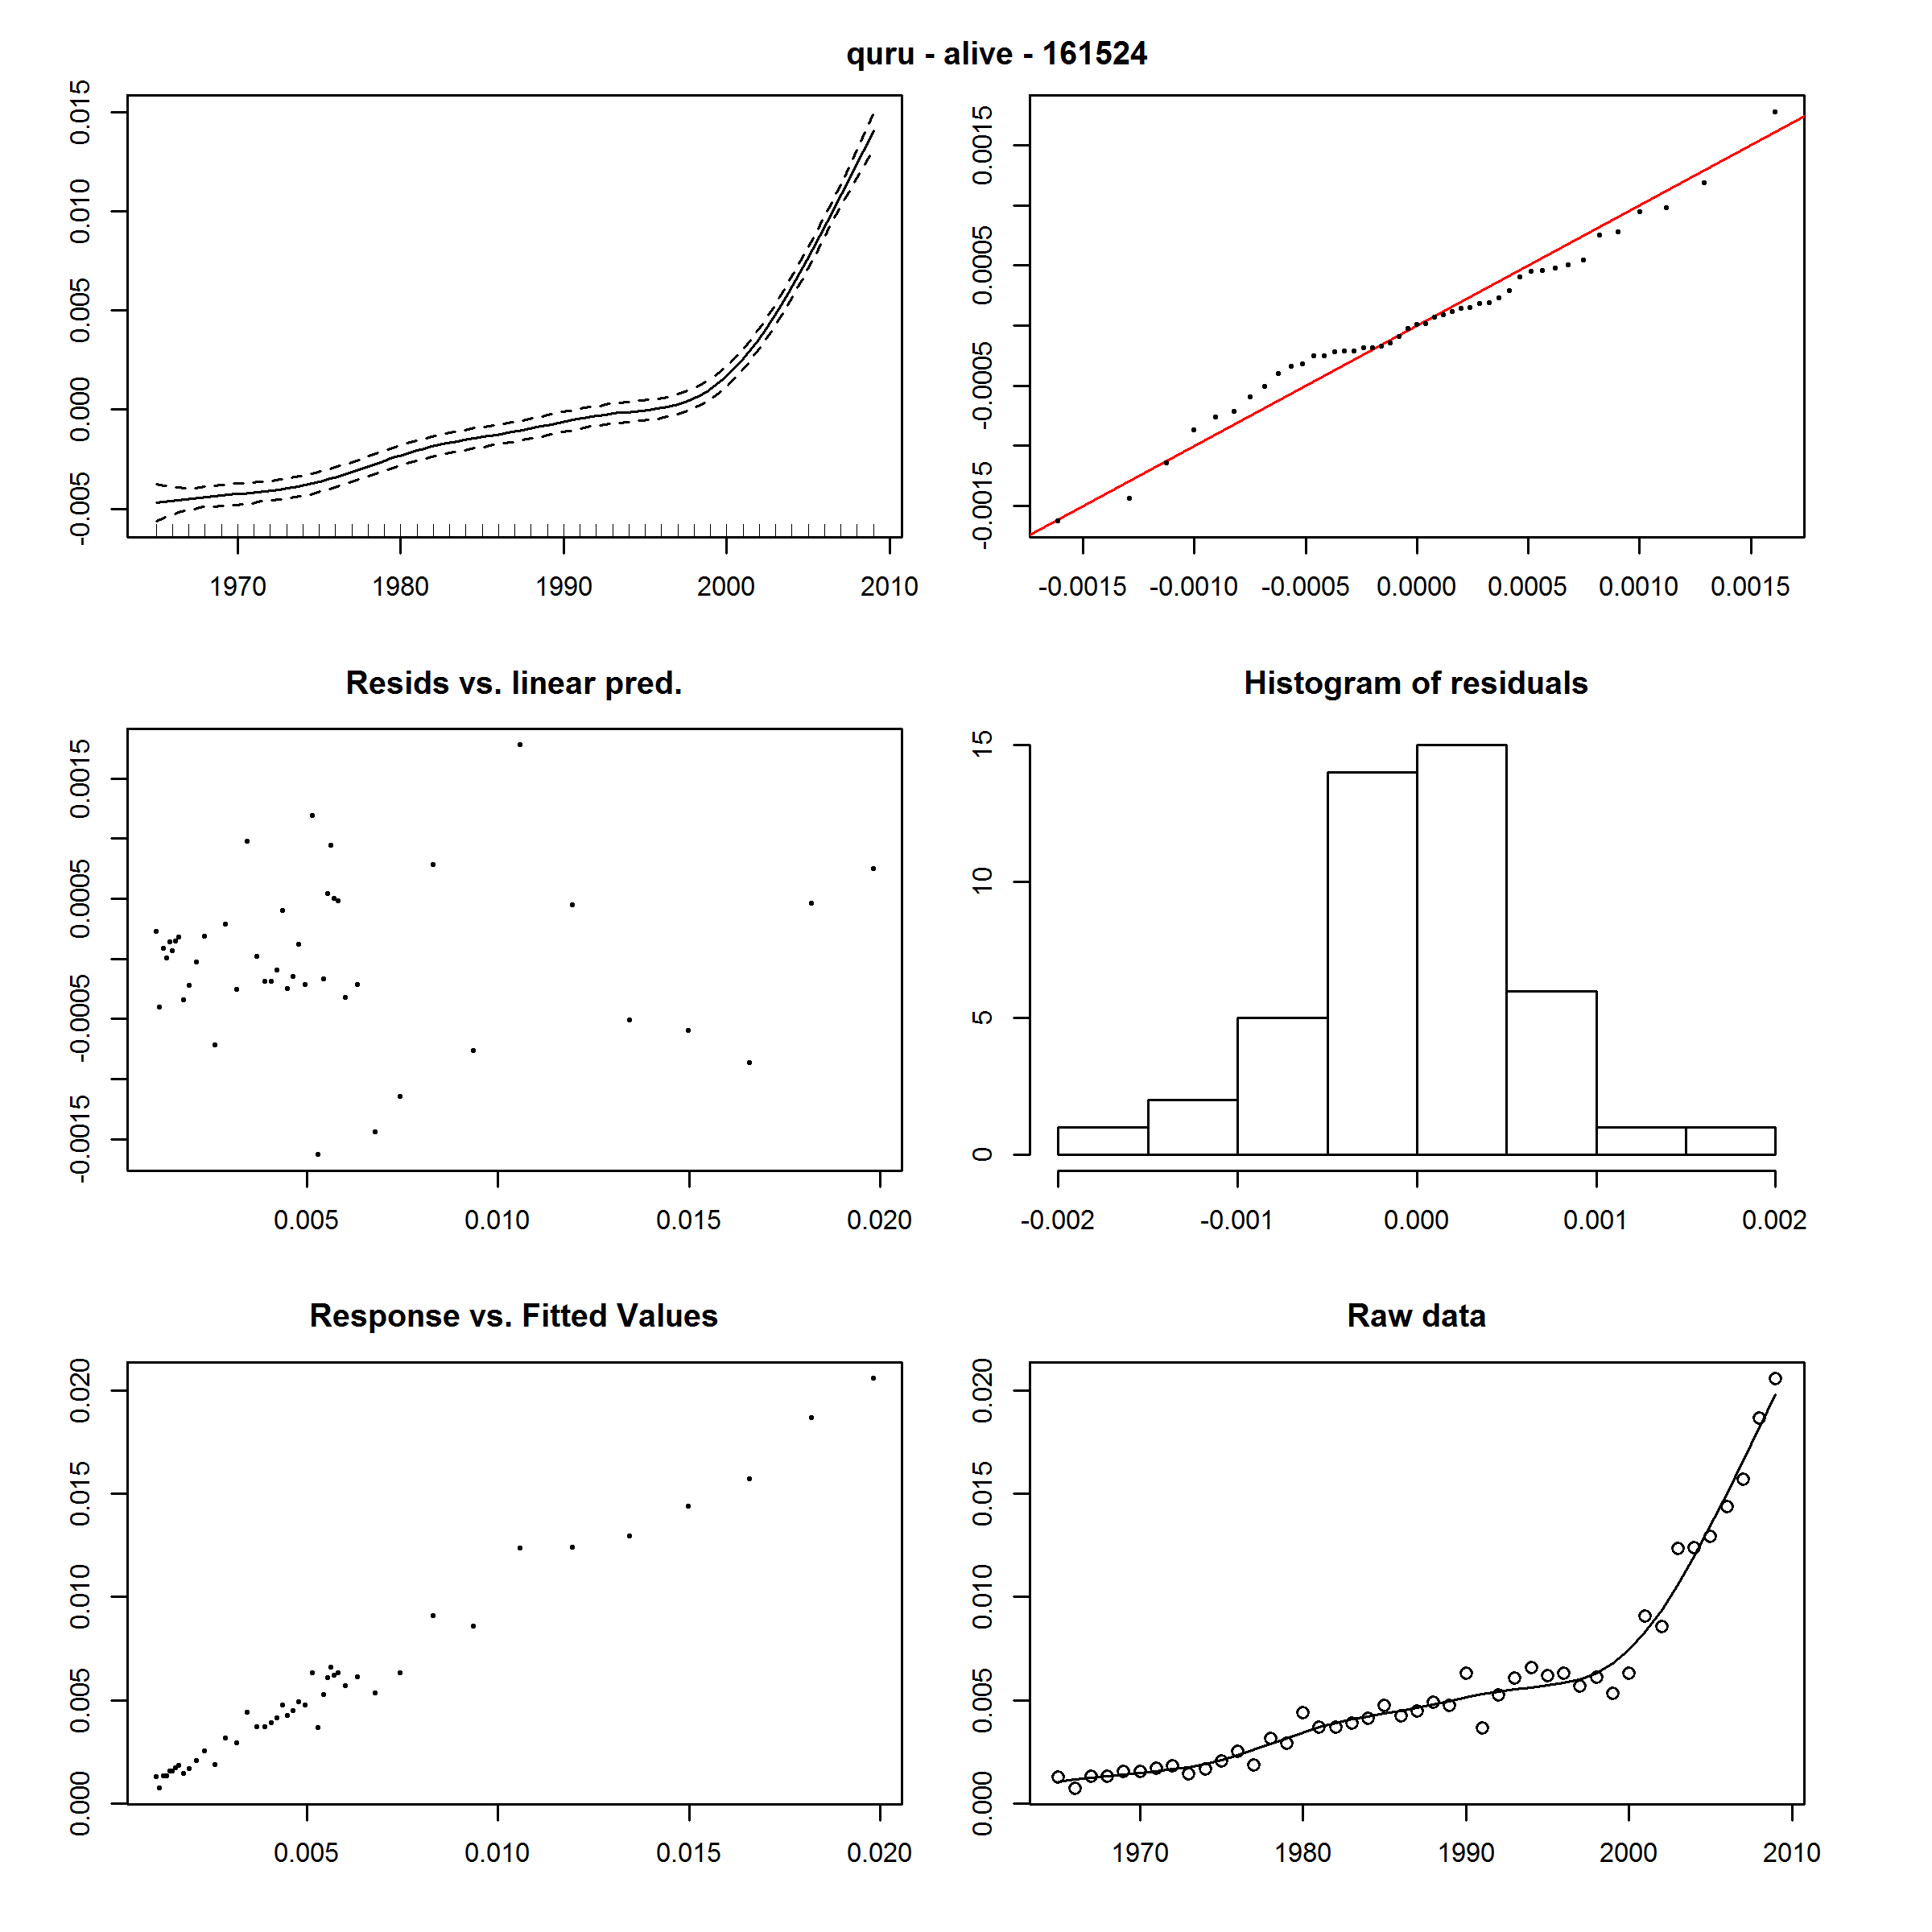 quru - alive - 161524
0.015
0.010
0.005
0.000
-0.005
1970 1980 1990 2000 2010
0.0015
0.0005
-0.0005
-0.0015
-0.0015 -0.0010 -0.0005 0.0000 0.0005 0.0010 0.0015
Resids vs. linear pred.
0.0015
0.0005
-0.0005
-0.0015
0.005 0.010 0.015 0.020
Histogram of residuals
15
10
5
0
-0.002 -0.001 0.000 0.001 0.002
Response vs. Fitted Values
0.020
0.015
0.010
0.005
0.000
0.005 0.010 0.015 0.020
Raw data
0.020
0.015
0.010
0.005
0.000
1970 1980 1990 2000 2010